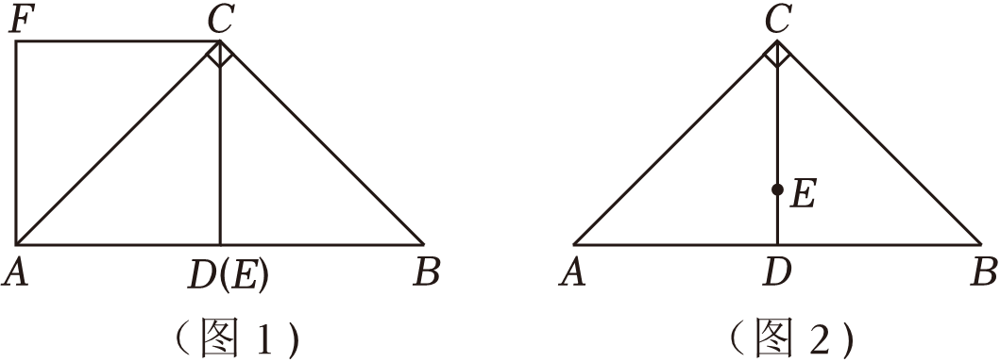 F C C
E
A D(E) B A D B
(图1) (图2)